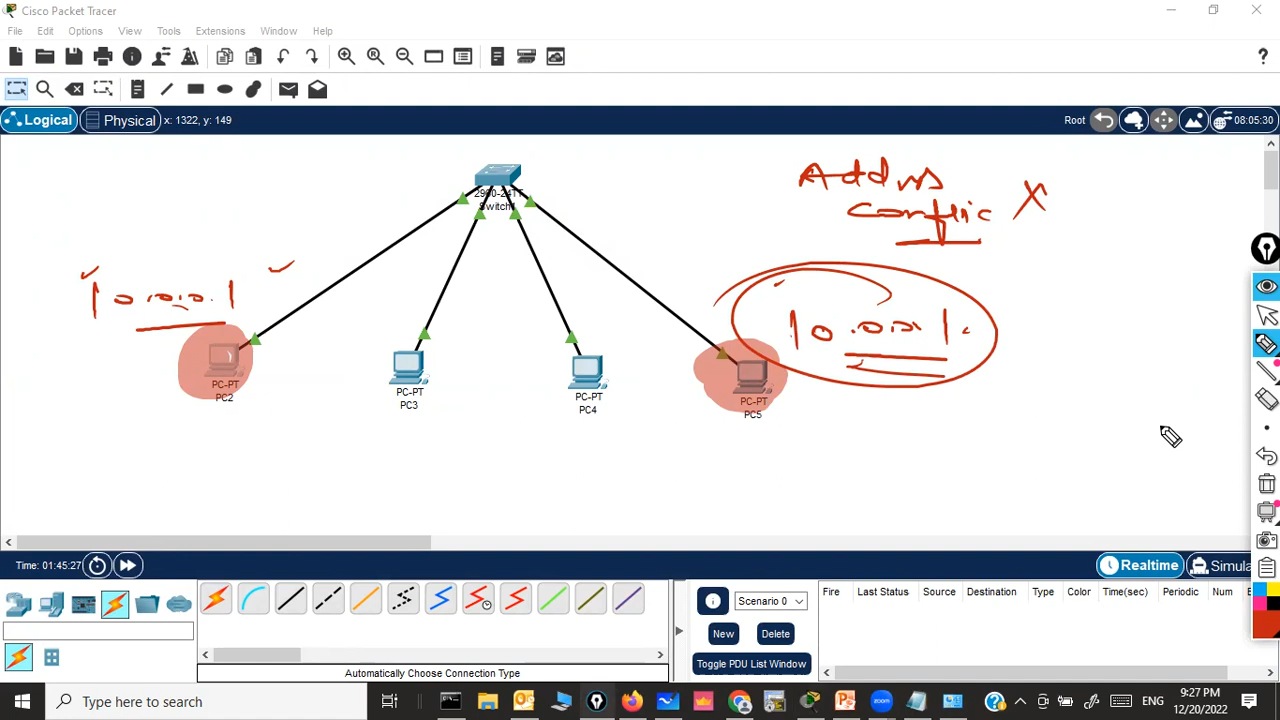 Cisco Packet Tracer
File Edit Options View Tools Extensions Window Help
?
Logical Physical x: 1322, y: 149 Root 08:05:30
2960-24TT
Switch1
Addrss
Conflic X
10.0.0.1
10.0.0.1.
PC-PT
PC2
PC-PT
PC3
PC-PT
PC4
PC-PT
PC5
Time: 01:45:27 Realtime Simula
Scenario 0
New Delete
Toggle PDU List Window
Fire Last Status Source Destination Type Color Time(sec) Periodic Num E
Automatically Choose Connection Type
Type here to search
ENG
9:27 PM
12/20/2022